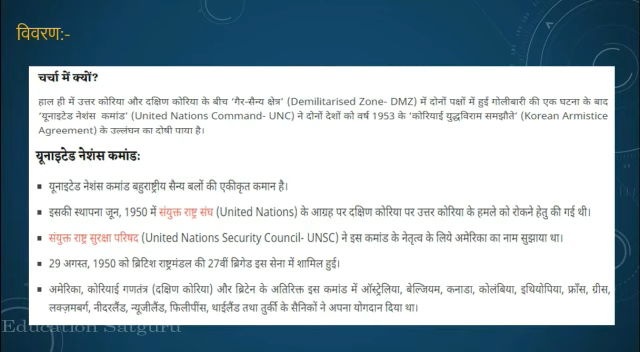 विवरण:-
चर्चा में क्यों?
हाल ही में उत्तर कोरिया और दक्षिण कोरिया के बीच 'गैर-सैन्य क्षेत्र' (Demilitarised Zone- DMZ) में दोनों पक्षों में हुई गोलीबारी की एक घटना के बाद
'यूनाइटेड नेशंस कमांड' (United Nations Command- UNC) ने दोनों देशों को वर्ष 1953 के 'कोरियाई युद्धविराम समझौते' (Korean Armistice
Agreement) के उल्लंघन का दोषी पाया है।
यूनाइटेड नेशंस कमांड:
▪ यूनाइटेड नेशंस कमांड बहुराष्ट्रीय सैन्य बलों की एकीकृत कमान है।
▪ इसकी स्थापना जून, 1950 में संयुक्त राष्ट्र संघ (United Nations) के आग्रह पर दक्षिण कोरिया पर उत्तर कोरिया के हमले को रोकने हेतु की गई थी।
▪ संयुक्त राष्ट्र सुरक्षा परिषद (United Nations Security Council- UNSC) ने इस कमांड के नेतृत्व के लिये अमेरिका का नाम सुझाया था।
▪ 29 अगस्त, 1950 को ब्रिटिश राष्ट्रमंडल की 27वीं ब्रिगेड इस सेना में शामिल हुई।
▪ अमेरिका, कोरियाई गणतंत्र (दक्षिण कोरिया) और ब्रिटेन के अतिरिक्त इस कमांड में ऑस्ट्रेलिया, बेल्जियम, कनाडा, कोलंबिया, इथियोपिया, फ्राँस, ग्रीस,
लक्ज़मबर्ग, नीदरलैंड, न्यूजीलैंड, फिलीपींस, थाईलैंड तथा तुर्की के सैनिकों ने अपना योगदान दिया था।
Education Satguru